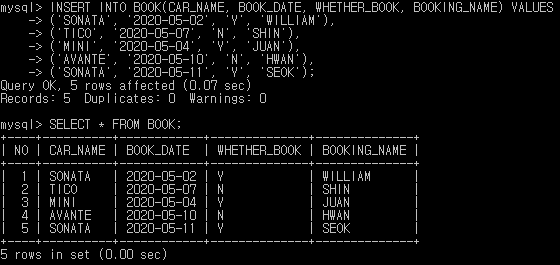 mysql> INSERT INTO BOOK(CAR_NAME, BOOK_DATE, WHETHER_BOOK, BOOKING_NAME) VALUES
    -> ('SONATA', '2020-05-02', 'Y', 'WILLIAM'),
    -> ('TICO', '2020-05-07', 'N', 'SHIN'),
    -> ('MINI', '2020-05-04', 'Y', 'JUAN'),
    -> ('AVANTE', '2020-05-10', 'N', 'HWAN'),
    -> ('SONATA', '2020-05-11', 'Y', 'SEOK');
Query OK, 5 rows affected (0.07 sec)
Records: 5  Duplicates: 0  Warnings: 0

mysql> SELECT * FROM BOOK;
+----+----------+------------+--------------+--------------+
| NO | CAR_NAME | BOOK_DATE  | WHETHER_BOOK | BOOKING_NAME |
+----+----------+------------+--------------+--------------+
|  1 | SONATA   | 2020-05-02 | Y            | WILLIAM      |
|  2 | TICO     | 2020-05-07 | N            | SHIN         |
|  3 | MINI     | 2020-05-04 | Y            | JUAN         |
|  4 | AVANTE   | 2020-05-10 | N            | HWAN         |
|  5 | SONATA   | 2020-05-11 | Y            | SEOK         |
+----+----------+------------+--------------+--------------+
5 rows in set (0.00 sec)